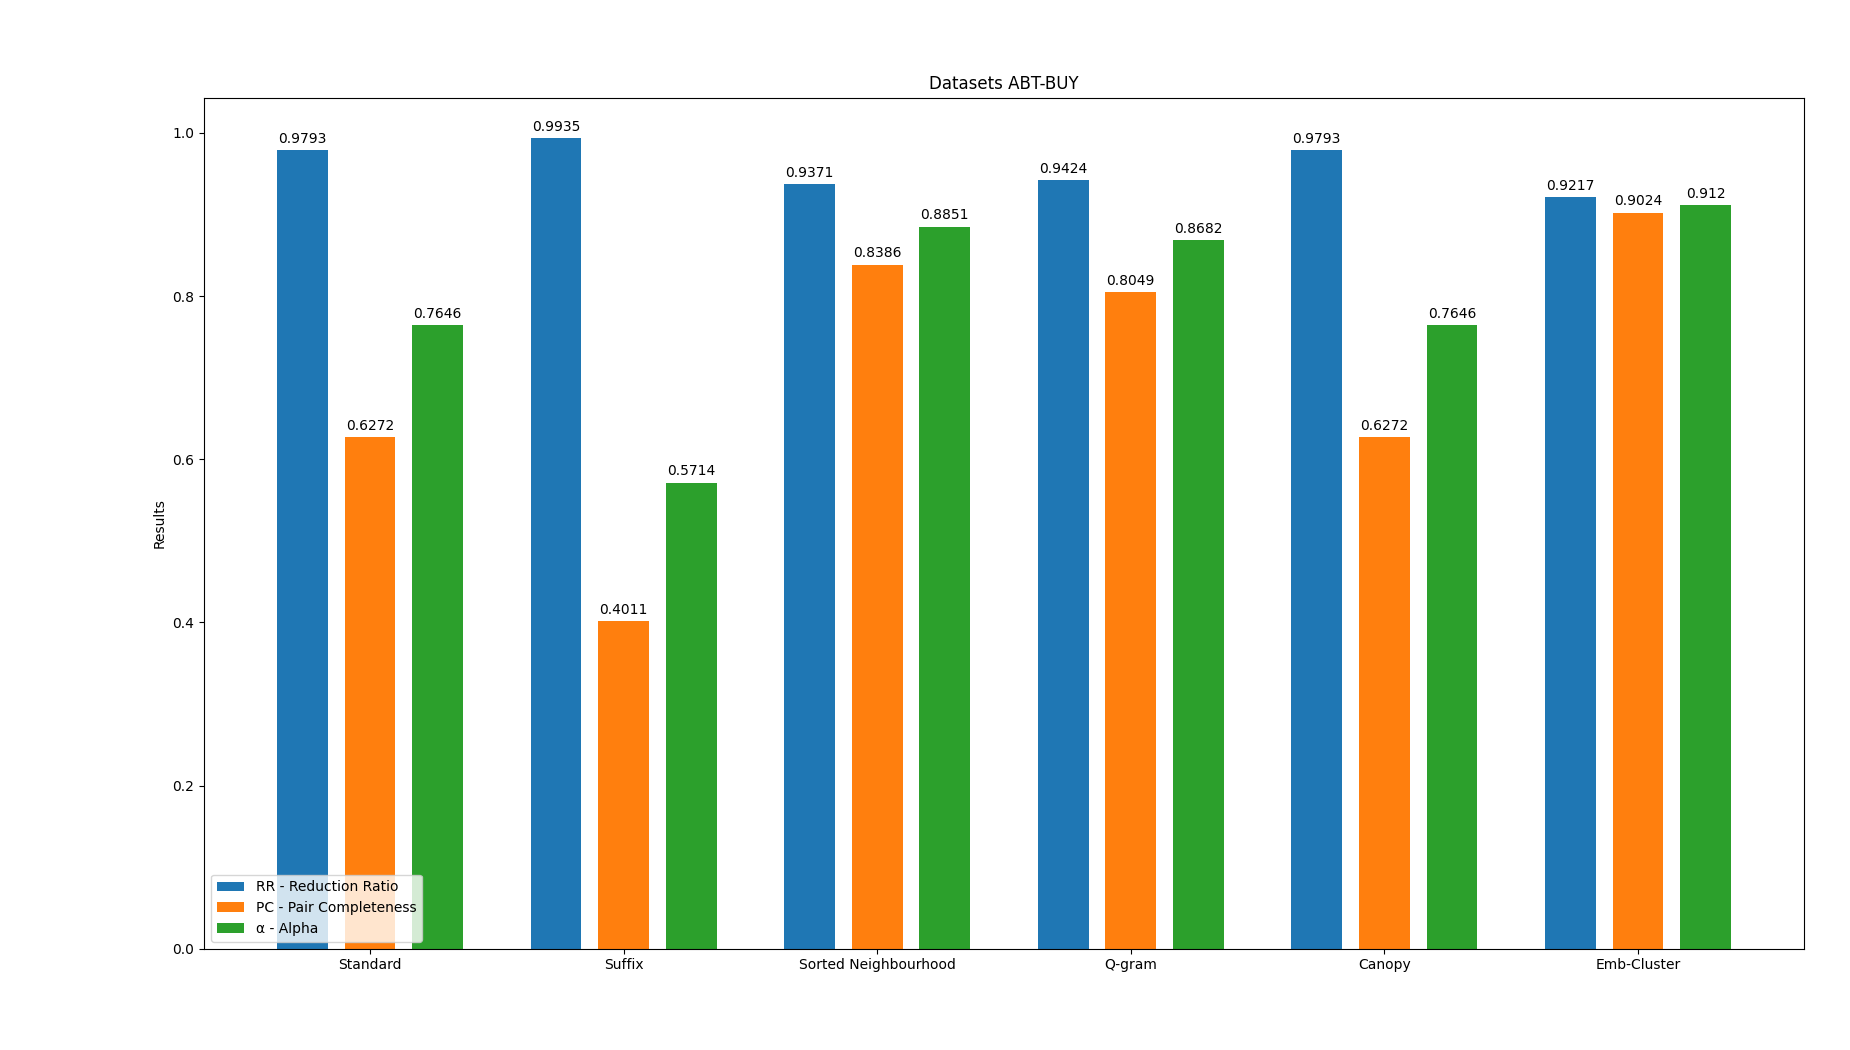 Datasets ABT-BUY
Results
1.0
0.8
0.6
0.4
0.2
0.0
0.9793
0.6272
0.7646
0.9935
0.4011
0.5714
0.9371
0.8386
0.8851
0.9424
0.8049
0.8682
0.9793
0.6272
0.7646
0.9217
0.9024
0.912
RR - Reduction Ratio
PC - Pair Completeness
α - Alpha
Standard
Suffix
Sorted Neighbourhood
Q-gram
Canopy
Emb-Cluster